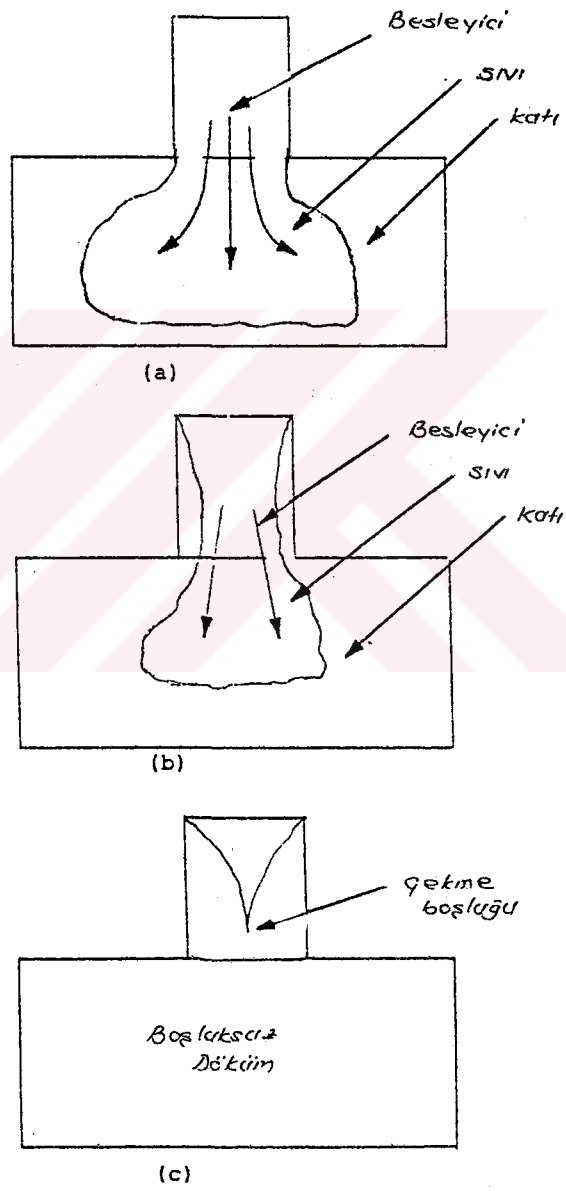 Besleyici
sıvı
katı
(a)
Besleyici
sıvı
katı
(b)
çekme
boşluğu
Boşluksuz
Döküm
(c)